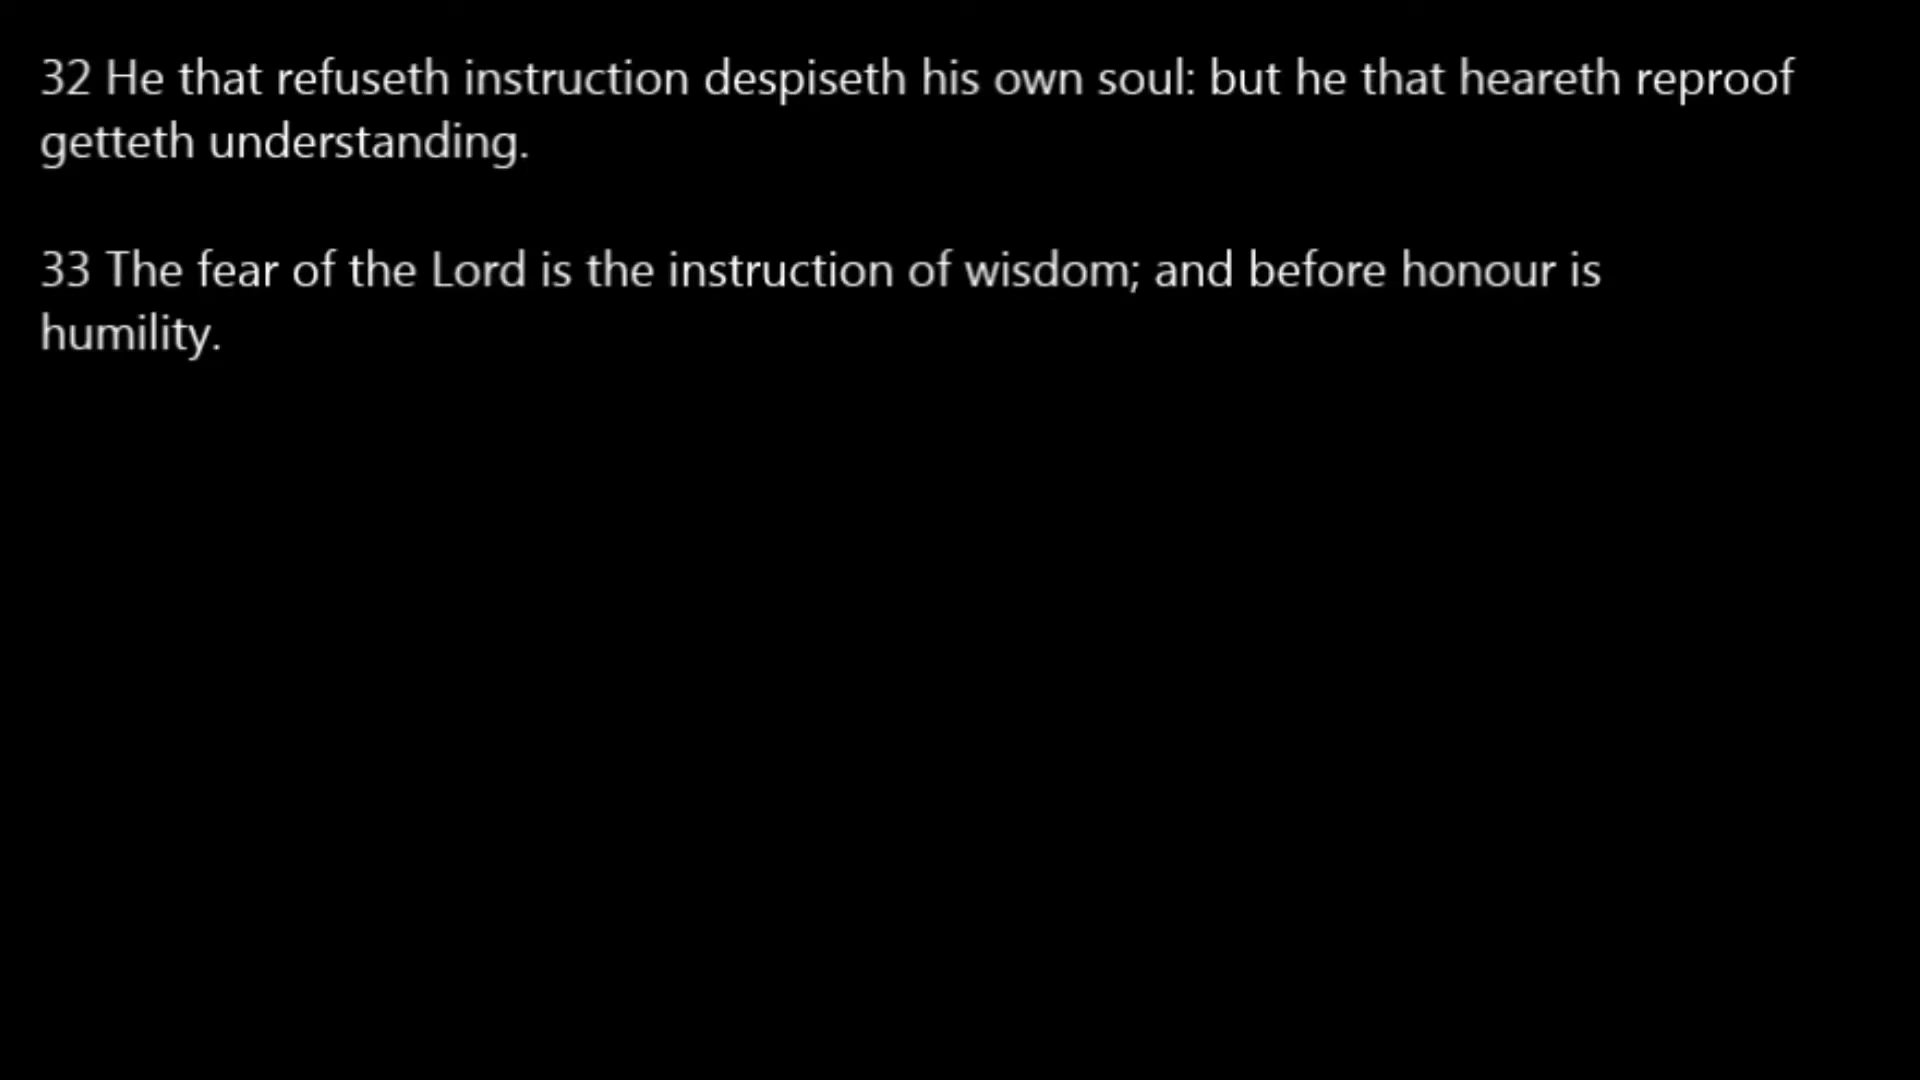 32 He that refuseth instruction despiseth his own soul: but he that heareth reproof
getteth understanding.
33 The fear of the Lord is the instruction of wisdom; and before honour is
humility.